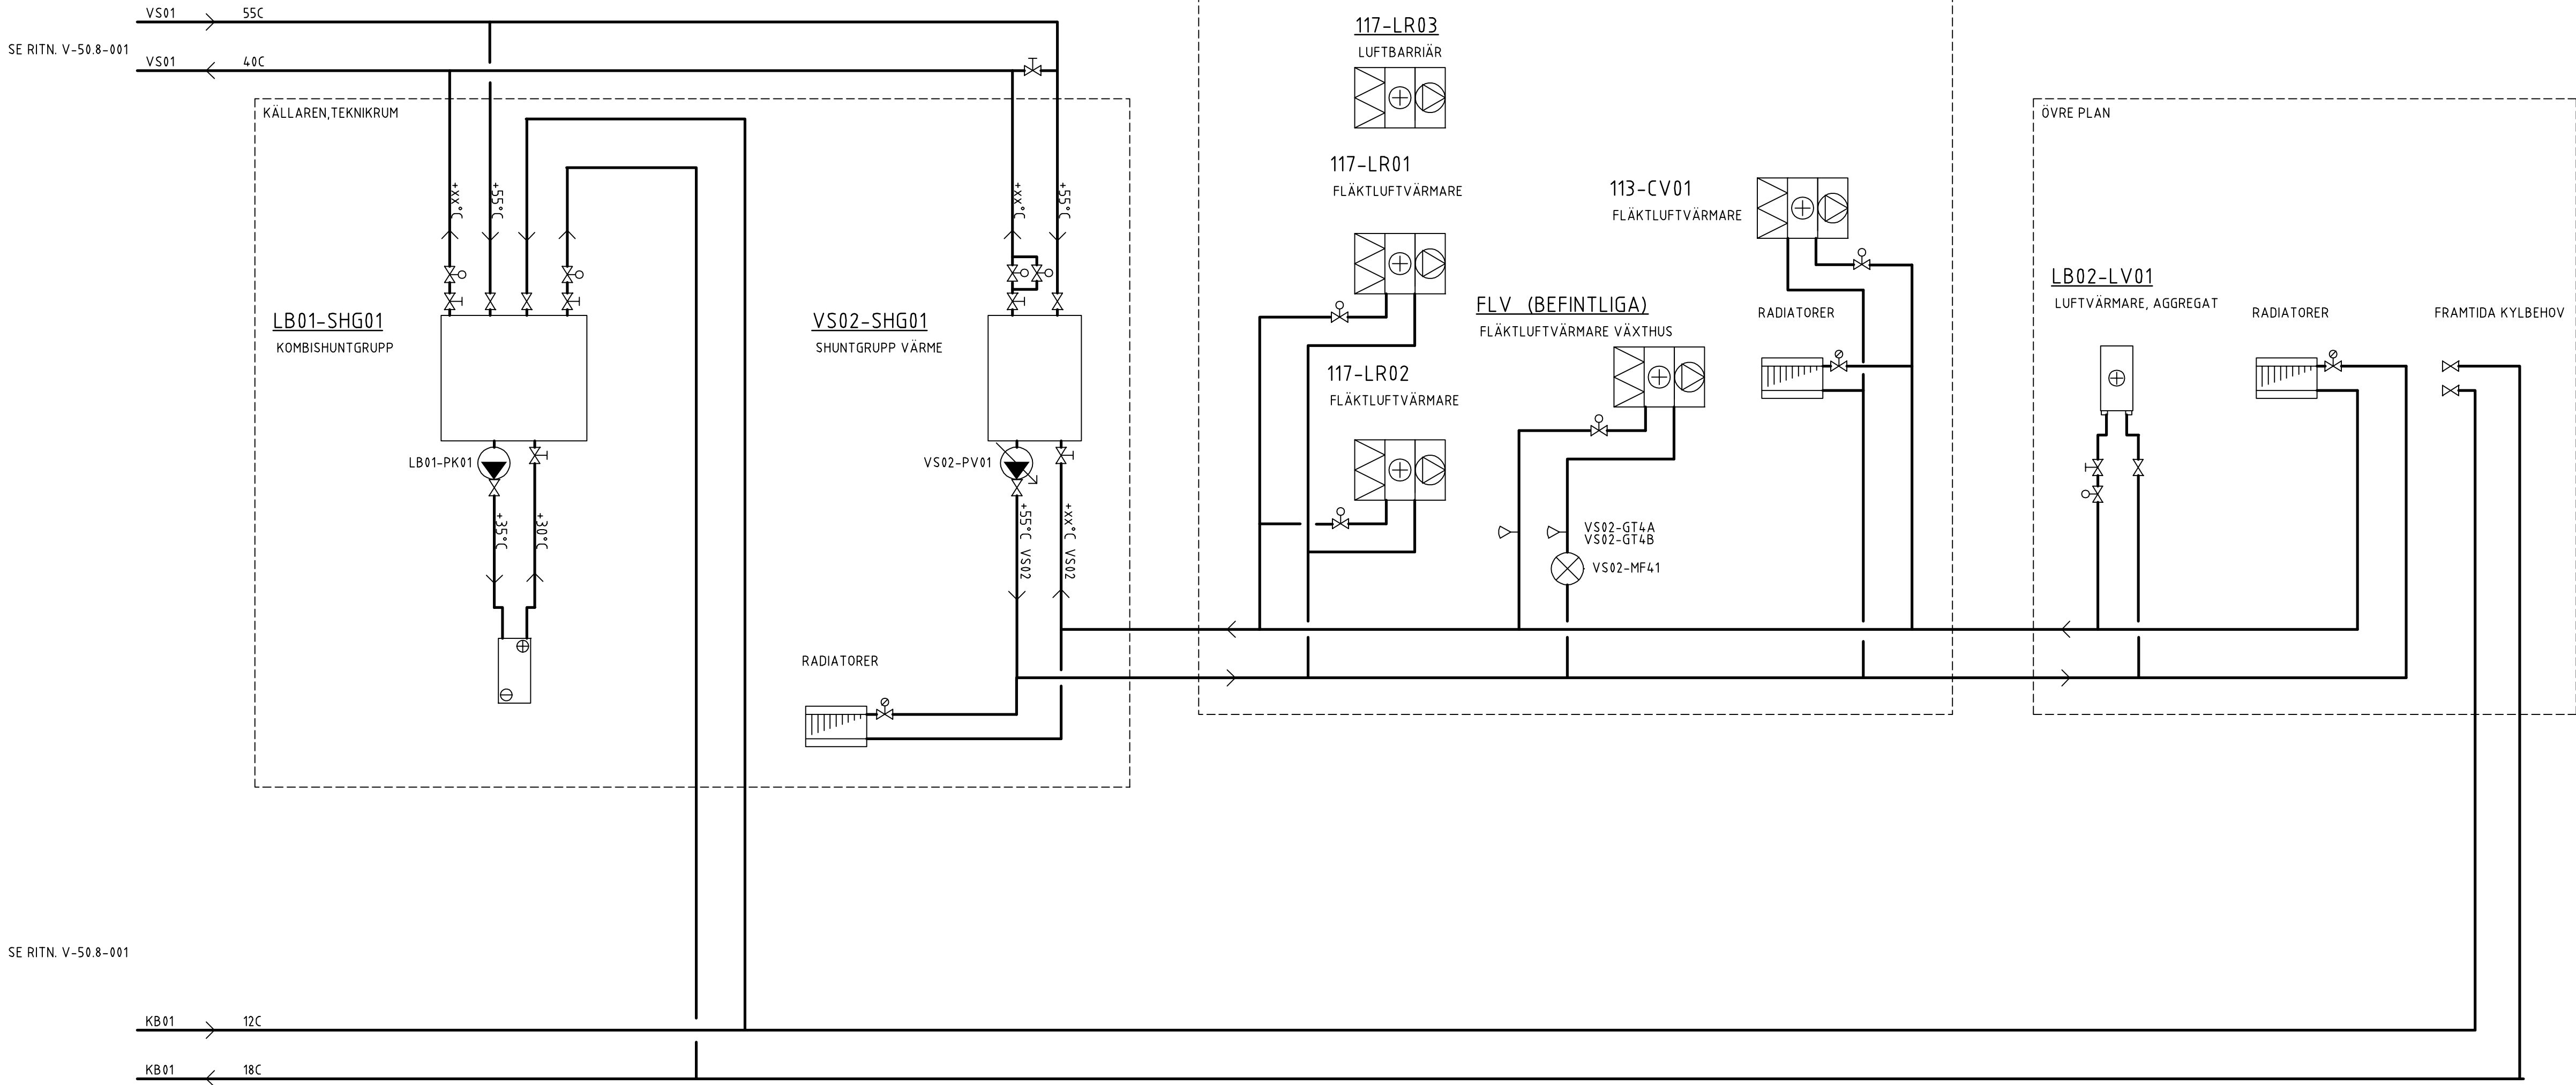 VS01 55C
SE RITN. V-50.8-001
VS01 40C
KÄLLAREN,TEKNIKRUM
+xx°C
+55°C
+xx°C
+55°C
LB01-SHG01
KOMBISHUNTGRUPP
VS02-SHG01
SHUNTGRUPP VÄRME
LB01-PK01
VS02-PV01
+35°C
+30°C
+55°C VS02
+xx°C VS02
RADIATORER
117-LR03
LUFTBARRIÄR
117-LR01
FLÄKTLUFTVÄRMARE
113-CV01
FLÄKTLUFTVÄRMARE
FLV (BEFINTLIGA)
FLÄKTLUFTVÄRMARE VÄXTHUS
RADIATORER
117-LR02
FLÄKTLUFTVÄRMARE
VS02-GT4A
VS02-GT4B
VS02-MF41
ÖVRE PLAN
LB02-LV01
LUFTVÄRMARE, AGGREGAT
RADIATORER
FRAMTIDA KYLBEHOV
SE RITN. V-50.8-001
KB01 12C
KB01 18C